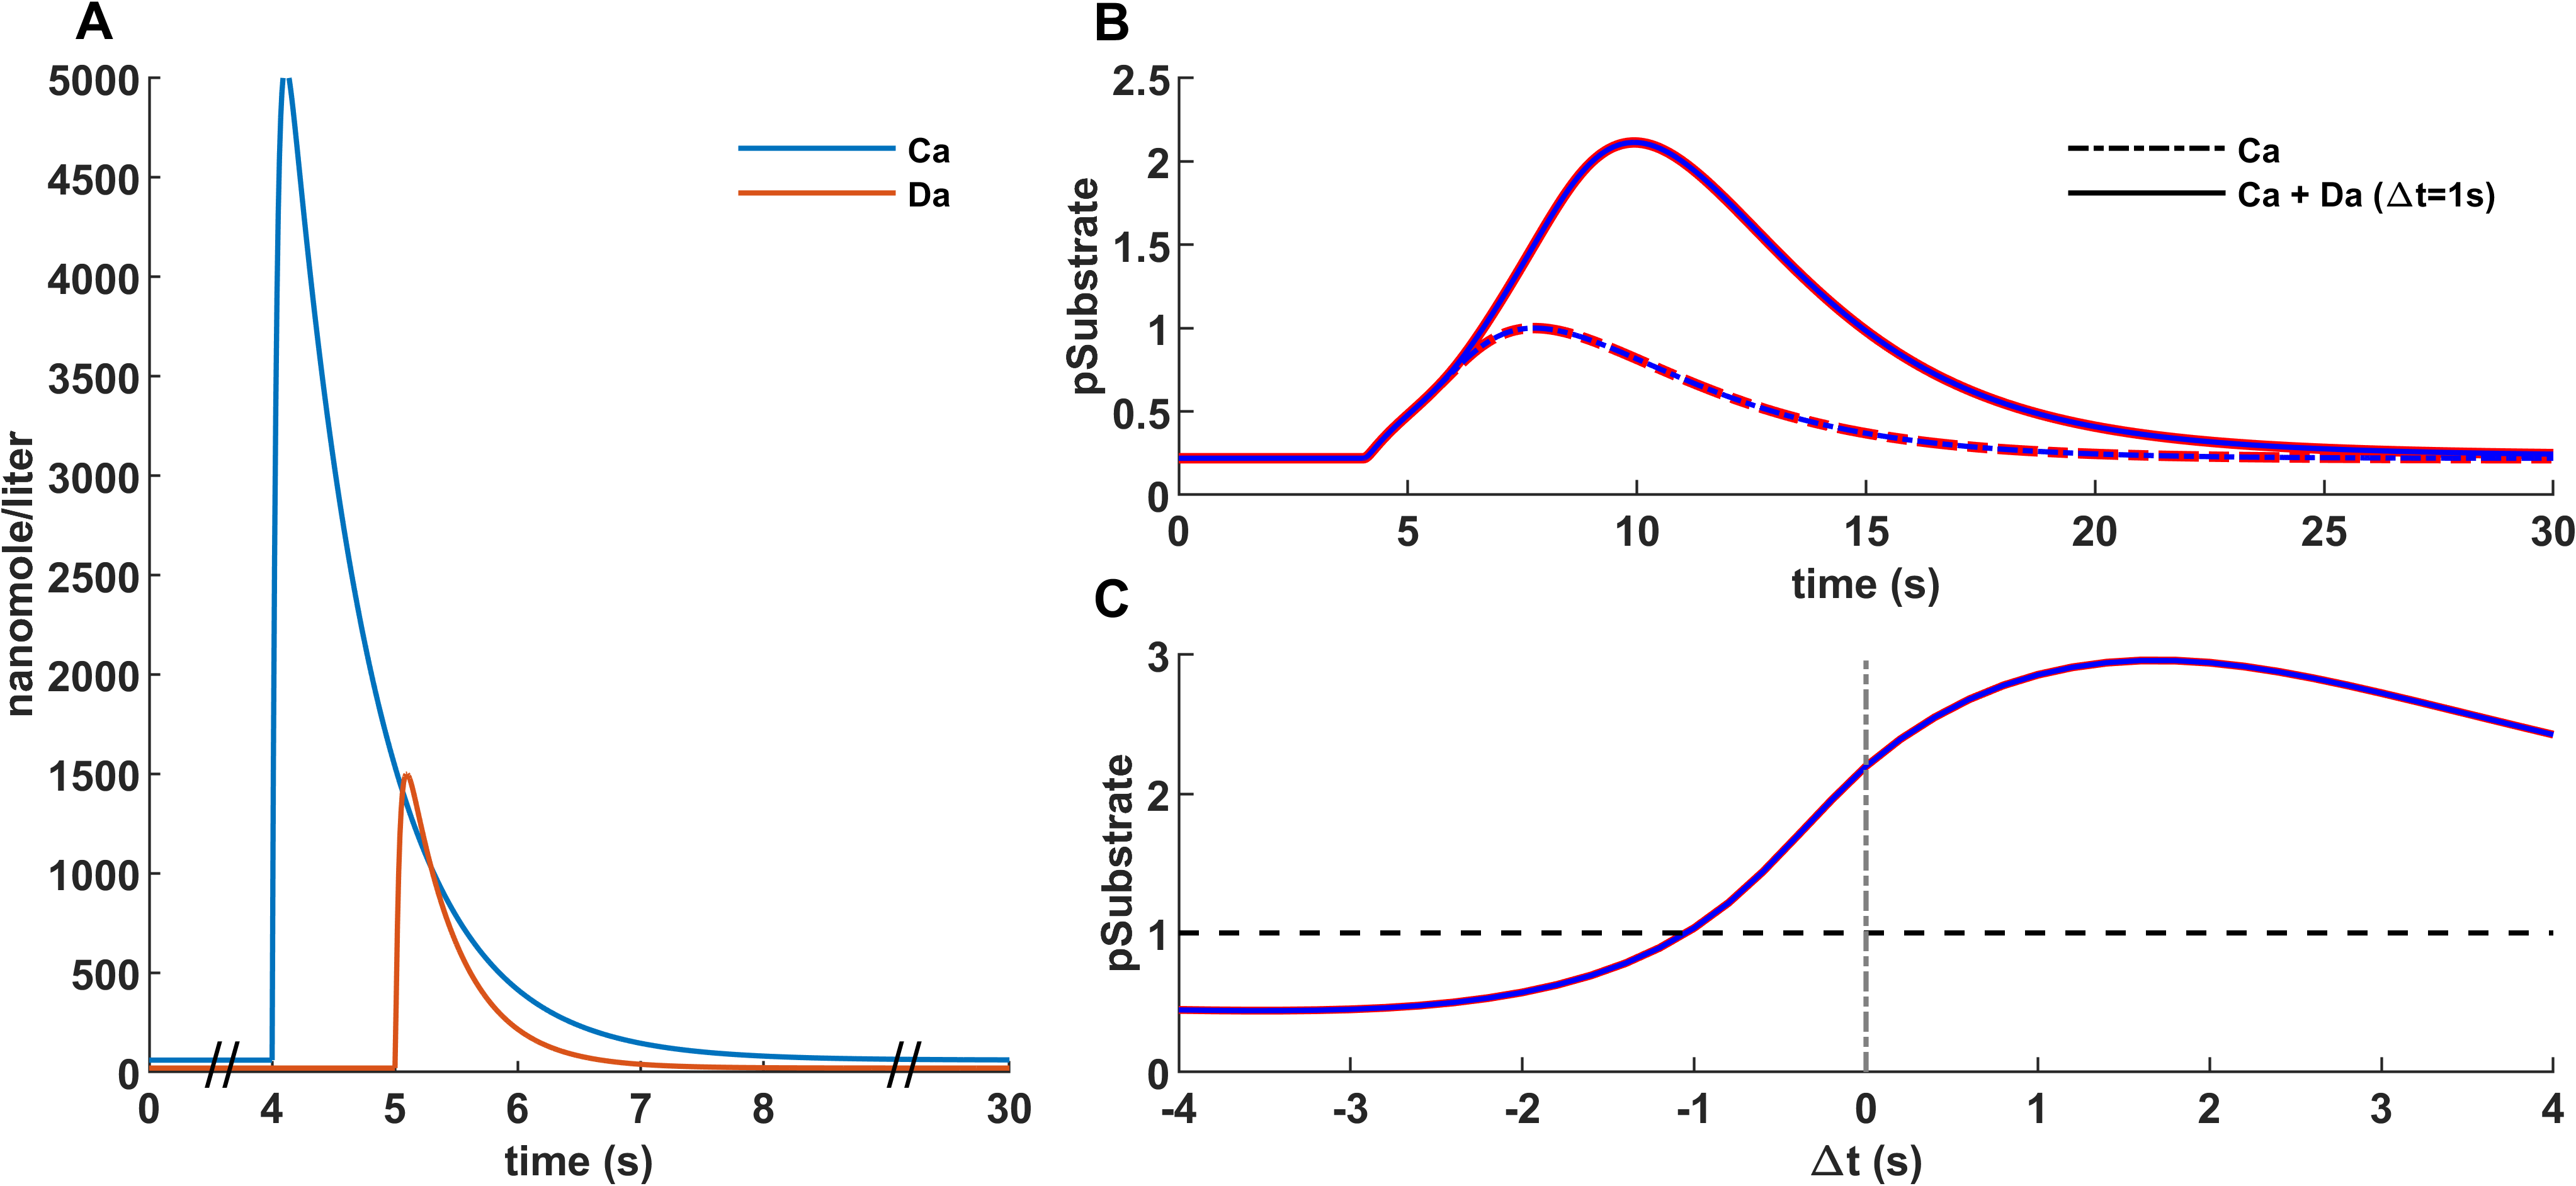 A
5000
4500
4000
3500
3000
2500
2000
1500
1000
500
0
nanomole/liter
Ca
Da
0 4 5 6 7 8 30
time (s)
B
2.5
2
1.5
1
0.5
0
pSubstrate
Ca
Ca + Da (Δt=1s)
0 5 10 15 20 25 30
time (s)
C
3
2
1
0
pSubstrate
-4 -3 -2 -1 0 1 2 3 4
Δt (s)